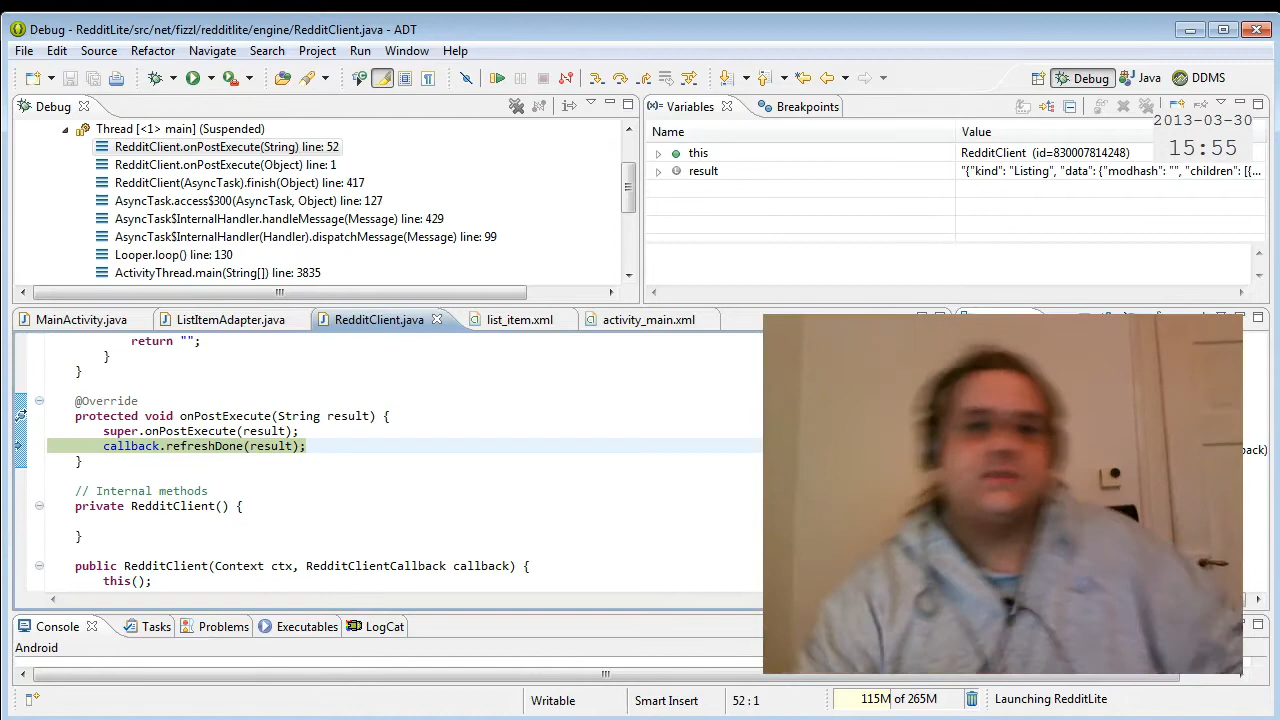 Debug - RedditLite/src/net/fizzl/redditlite/engine/RedditClient.java - ADT
File Edit Source Refactor Navigate Search Project Run Window Help
Debug Java DDMS
Debug
Thread [<1> main] (Suspended)
RedditClient.onPostExecute(String) line: 52
RedditClient.onPostExecute(Object) line: 1
RedditClient(AsyncTask).finish(Object) line: 417
AsyncTask.access$300(AsyncTask, Object) line: 127
AsyncTask$InternalHandler.handleMessage(Message) line: 429
AsyncTask$InternalHandler(Handler).dispatchMessage(Message) line: 99
Looper.loop() line: 130
ActivityThread.main(String[]) line: 3835
(x)= Variables Breakpoints
2013-03-30
15:55
Name Value
this RedditClient (id=830007814248)
result "{"kind": "Listing", "data": {"modhash": "", "children": [{...
MainActivity.java ListItemAdapter.java RedditClient.java list_item.xml activity_main.xml
return "";
}
}
@Override
protected void onPostExecute(String result) {
super.onPostExecute(result);
callback.refreshDone(result);
}
// Internal methods
private RedditClient() {
}
public RedditClient(Context ctx, RedditClientCallback callback) {
this();
back)
Console Tasks Problems Executables LogCat
Android
Writable Smart Insert 52 : 1 115M of 265M Launching RedditLite